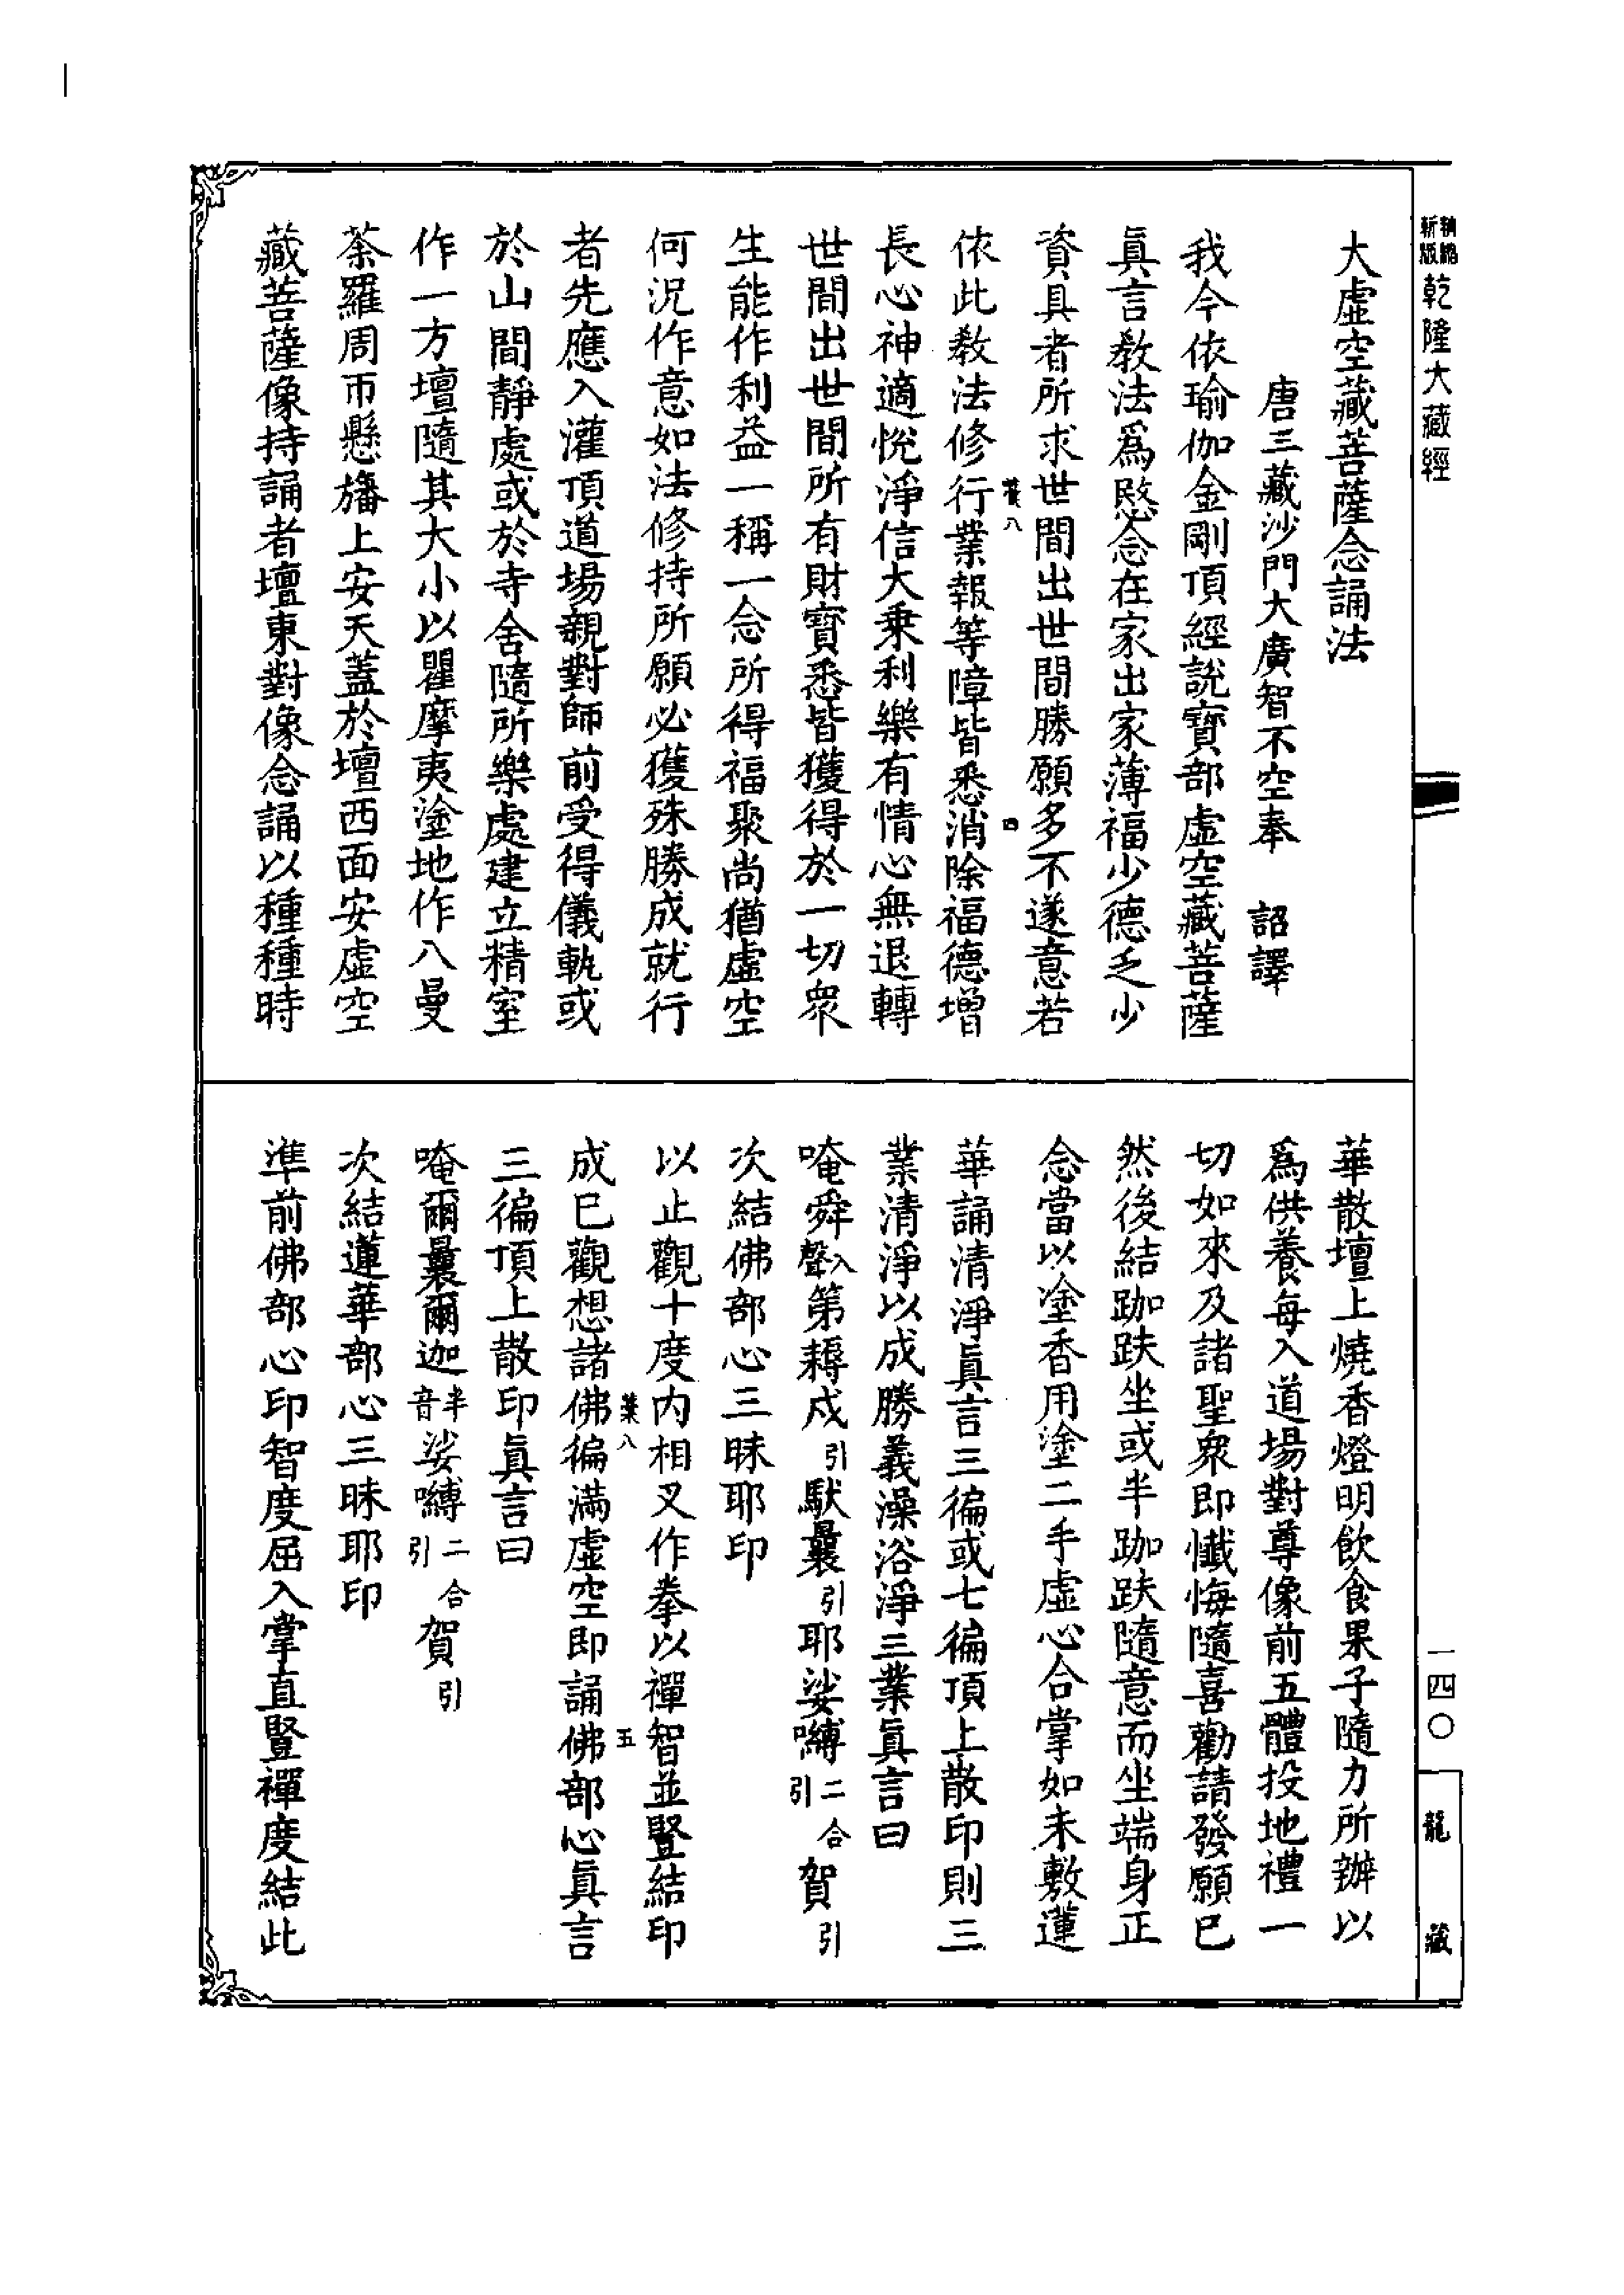 新版
乾隆大藏經
大虛空藏菩薩念誦法
唐三藏沙門大廣智不空奉　詔譯
我今依瑜伽金剛頂經說寶部虛空藏菩薩
真言教法爲愍念在家出家薄福少德乏少
資具者所求世間出世間勝願多不遂意若
依此教法修行業報等障皆悉消除福德增
長心神適悅淨信大乘利樂有情心無退轉
世間出世間所有財寶悉皆獲得於一切眾
生能作利益一稱一念所得福聚尚猶虛空
何況作意如法修持所願必獲殊勝成就行
者先應入灌頂道場親對師前受得儀軌或
於山間靜處或於寺舍隨所樂處建立精室
作一方壇隨其大小以瞿摩夷塗地作八曼
荼羅周帀懸旛上安天蓋於壇西面安虛空
藏菩薩像持誦者壇東對像念誦以種種時
華散壇上燒香燈明飲食果子隨力所辦以
爲供養每入道場對尊像前五體投地禮一
切如來及諸聖眾即懺悔隨喜勸請發願已
然後結跏趺坐或半跏趺隨意而坐端身正
念當以塗香用塗二手虛心合掌如未敷蓮
華誦清淨真言三徧或七徧頂上散印則三
業清淨以成勝義澡浴淨三業真言曰
唵舜入聲第耨戍引馱曩引耶娑嚩二合引賀引
次結佛部心三昧耶印
以止觀十度内相叉作拳以禪智並豎結印
成已觀想諸佛徧滿虛空即誦佛部心真言
三徧頂上散印真言曰
唵爾曩爾迦半音娑嚩二合引賀引
次結蓮華部心三昧耶印
準前佛部心印智度屈入掌直豎禪度結此
八
四
八
五
一四〇
龍藏